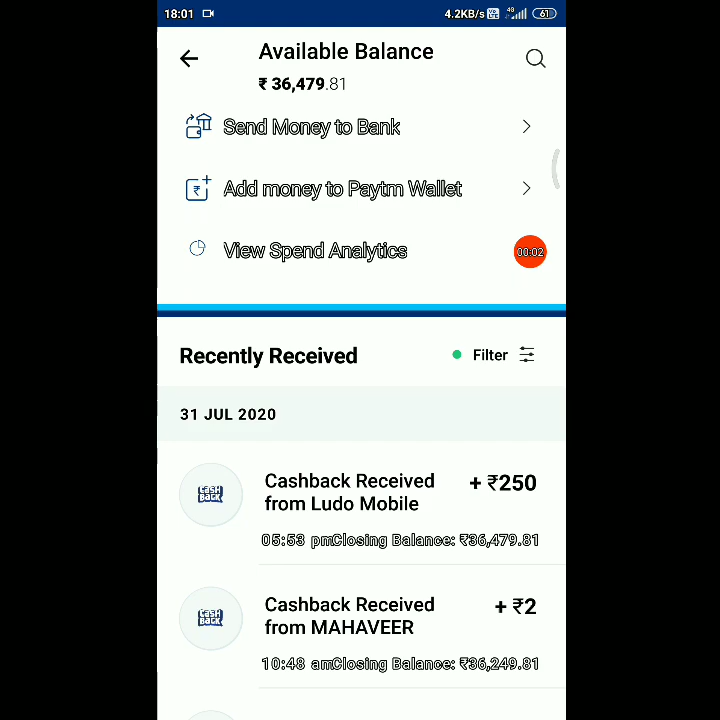 18:01 4.2KB/s 4G 61
Available Balance
₹ 36,479.81
Send Money to Bank
Add money to Paytm Wallet
View Spend Analytics
00:02
Recently Received
Filter
31 JUL 2020
Cash Back
Cashback Received + ₹250
from Ludo Mobile
05:53 pmClosing Balance: ₹36,479.81
Cash Back
Cashback Received + ₹2
from MAHAVEER
10:48 amClosing Balance: ₹36,249.81